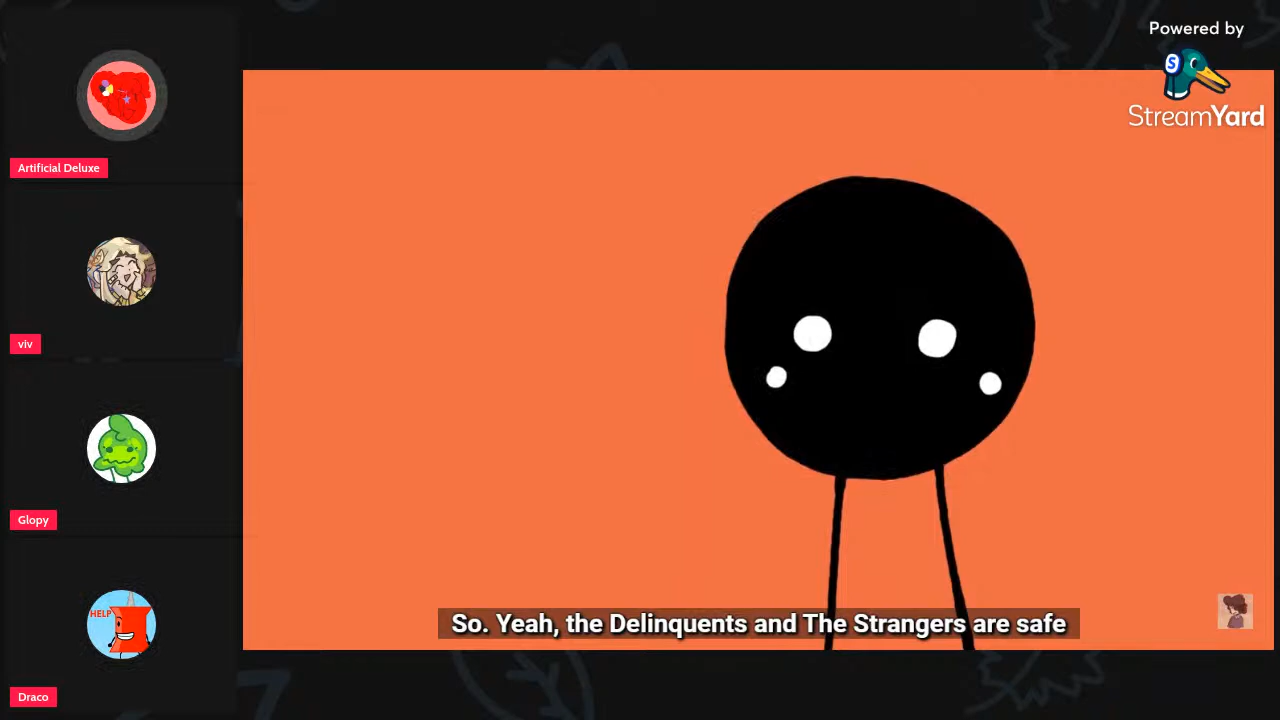 Powered by
StreamYard
Artificial Deluxe
viv
Glopy
HELP
Draco
So. Yeah, the Delinquents and The Strangers are safe